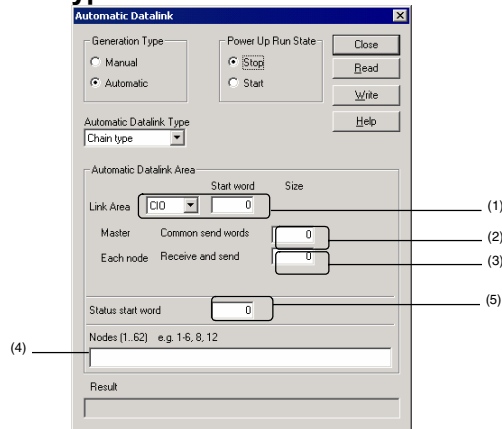 Automatic Datalink
Generation Type
Manual
Automatic
Power Up Run State
Stop
Start
Close
Read
Write
Help
Automatic Datalink Type
Chain type
Automatic Datalink Area
Start word Size
Link Area CIO 0 (1)
Master Common send words 0 (2)
Each node Receive and send 0 (3)
Status start word 0 (5)
Nodes (1..62) e.g. 1-6, 8, 12
(4)
Result